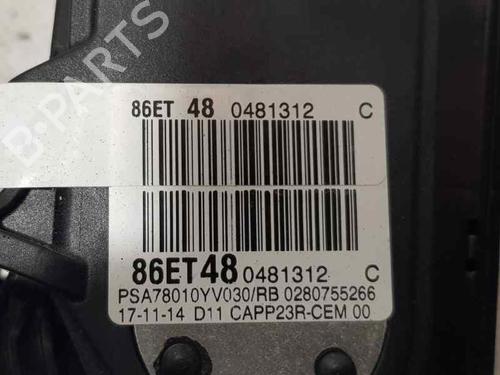 B-PARTS
86ET 48 0481312 C
86ET48 0481312 C
PSA78010YV030/RB 0280755266
17-11-14 D11 CAPP23R-CEM 00